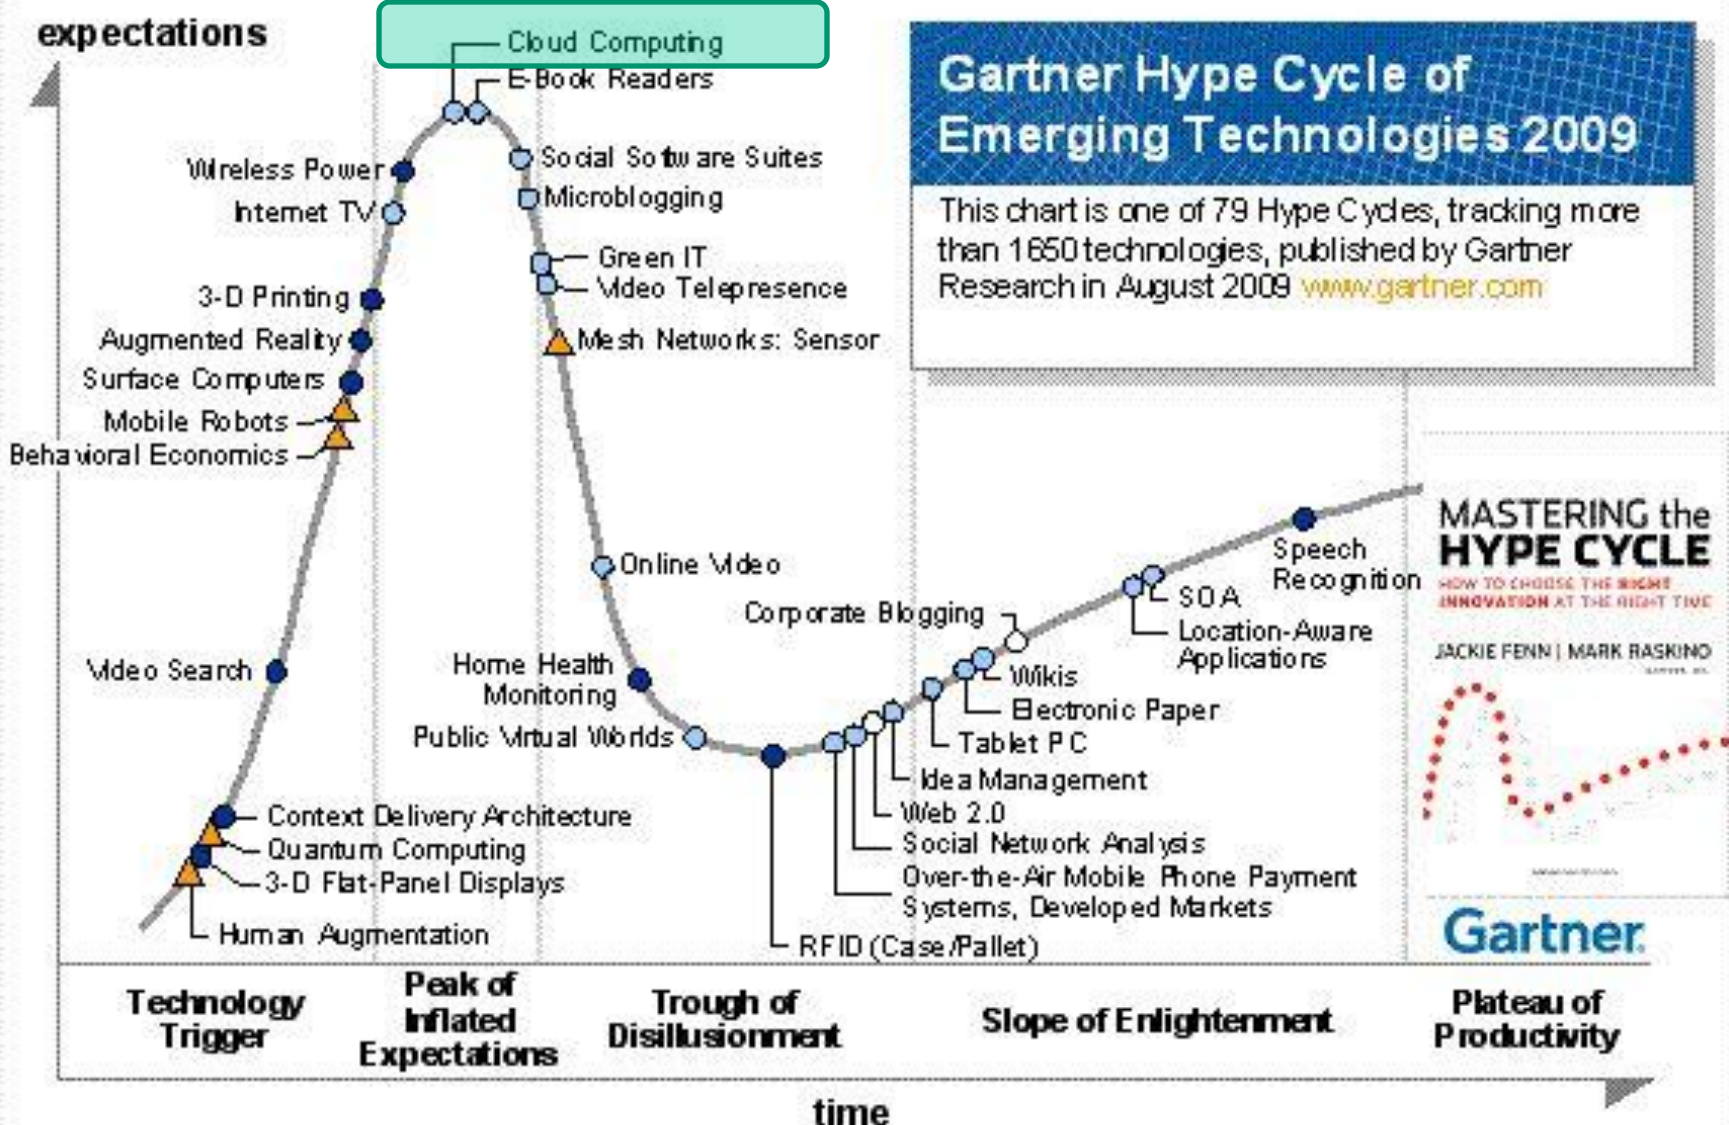 expectations
Cloud Computing
E-Book Readers
Wireless Power
Social Software Suites
Internet TV
Microblogging
Green IT
3-D Printing
Video Telepresence
Augmented Reality
Mesh Networks: Sensor
Surface Computers
Mobile Robots
Behavioral Economics
Gartner Hype Cycle of
Emerging Technologies 2009
This chart is one of 79 Hype Cycles, tracking more
than 1650 technologies, published by Gartner
Research in August 2009 www.gartner.com
Online Video
Video Search
Home Health
Monitoring
Public Virtual Worlds
Context Delivery Architecture
Quantum Computing
3-D Flat-Panel Displays
Human Augmentation
Speech
Recognition
SOA
Location-Aware
Applications
Corporate Blogging
Wikis
Electronic Paper
Tablet PC
Idea Management
Web 2.0
Social Network Analysis
Over-the-Air Mobile Phone Payment
Systems, Developed Markets
RFID (Case/Pallet)
MASTERING the
HYPE CYCLE
HOW TO CHOOSE THE RIGHT
INNOVATION AT THE RIGHT TIME
JACKIE FENN | MARK RASKINO
Gartner.
Technology
Trigger
Peak of
Inflated
Expectations
Trough of
Disillusionment
Slope of Enlightenment
Plateau of
Productivity
time